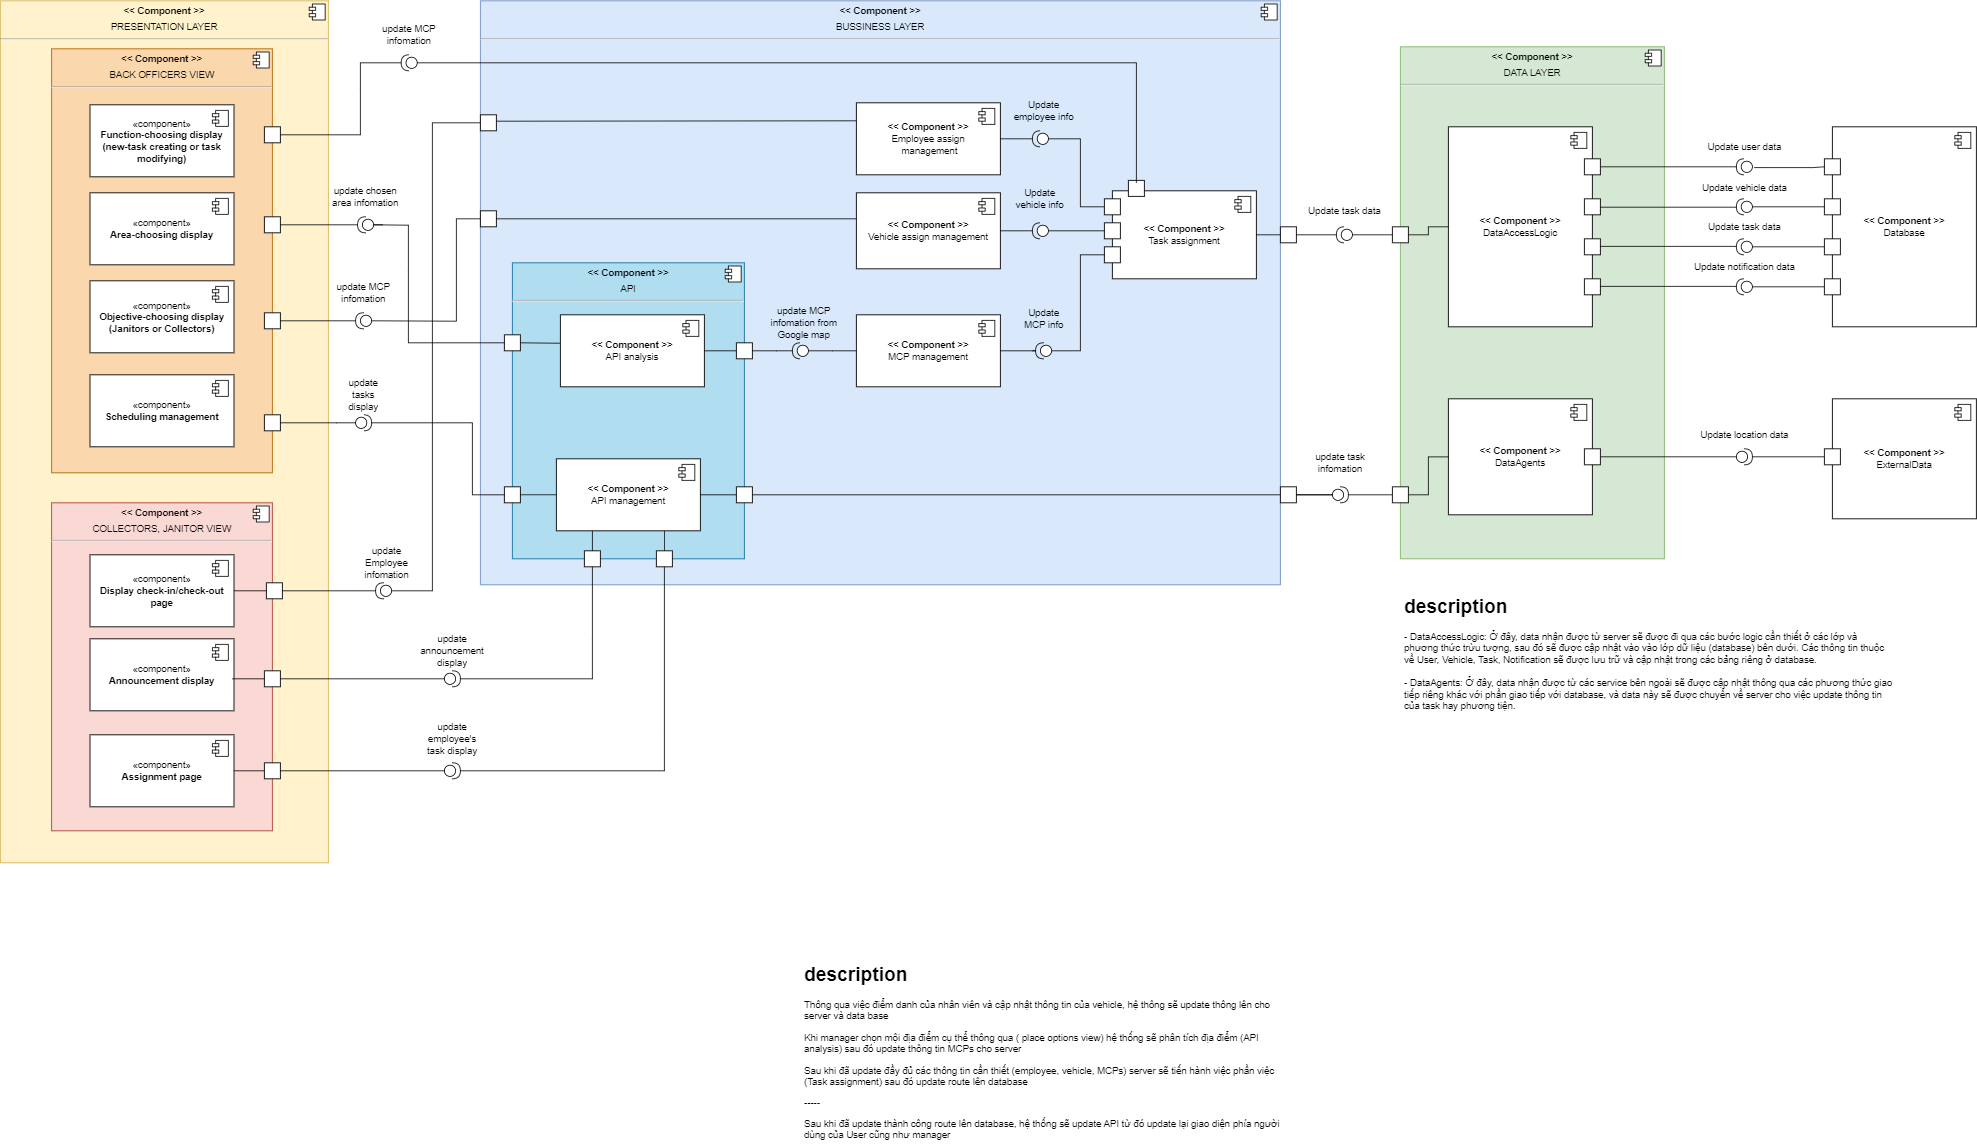 << Component >>
PRESENTATION LAYER
<< Component >>
BACK OFFICERS VIEW
«component»
Function-choosing display
(new-task creating or task
modifying)
«component»
Area-choosing display
«component»
Objective-choosing display
(Janitors or Collectors)
«component»
Scheduling management
<< Component >>
COLLECTORS, JANITOR VIEW
«component»
Display check-in/check-out
page
«component»
Announcement display
«component»
Assignment page
update MCP
infomation
update chosen
area infomation
update MCP
infomation
update
tasks
display
update
Employee
infomation
update
announcement
display
update
employee's
task display
<< Component >>
BUSSINESS LAYER
<< Component >>
Employee assign
management
Update
employee info
<< Component >>
Vehicle assign management
Update
vehicle info
<< Component >>
Task assignment
<< Component >>
API
<< Component >>
API analysis
update MCP
infomation from
Google map
<< Component >>
MCP management
Update
MCP info
<< Component >>
API management
Update task data
update task
infomation
<< Component >>
DATA LAYER
<< Component >>
DataAccessLogic
<< Component >>
DataAgents
Update user data
Update vehicle data
Update task data
Update notification data
<< Component >>
Database
Update location data
<< Component >>
ExternalData
description
- DataAccessLogic: Ở đây, data nhận được từ server sẽ được đi qua các bước logic cần thiết ở các lớp và
phương thức trừu tượng, sau đó sẽ được cập nhật vào vào lớp dữ liệu (database) bên dưới. Các thông tin thuộc
về User, Vehicle, Task, Notification sẽ được lưu trữ và cập nhật trong các bảng riêng ở database.
- DataAgents: Ở đây, data nhận được từ các service bên ngoài sẽ được cập nhật thông qua các phương thức giao
tiếp riêng khác với phần giao tiếp với database, và data này sẽ được chuyển về server cho việc update thông tin
của task hay phương tiện.
description
Thông qua việc điểm danh của nhân viên và cập nhật thông tin của vehicle, hệ thống sẽ update thông lên cho
server và data base
Khi manager chọn mội địa điểm cụ thể thông qua ( place options view) hệ thống sẽ phân tích địa điểm (API
analysis) sau đó update thông tin MCPs cho server
Sau khi đã update đầy đủ các thông tin cần thiết (employee, vehicle, MCPs) server sẽ tiến hành việc phần việc
(Task assignment) sau đó update route lên database
-----
Sau khi đã update thành công route lên database, hệ thống sẽ update API từ đó update lại giao diện phía người
dùng của User cũng như manager